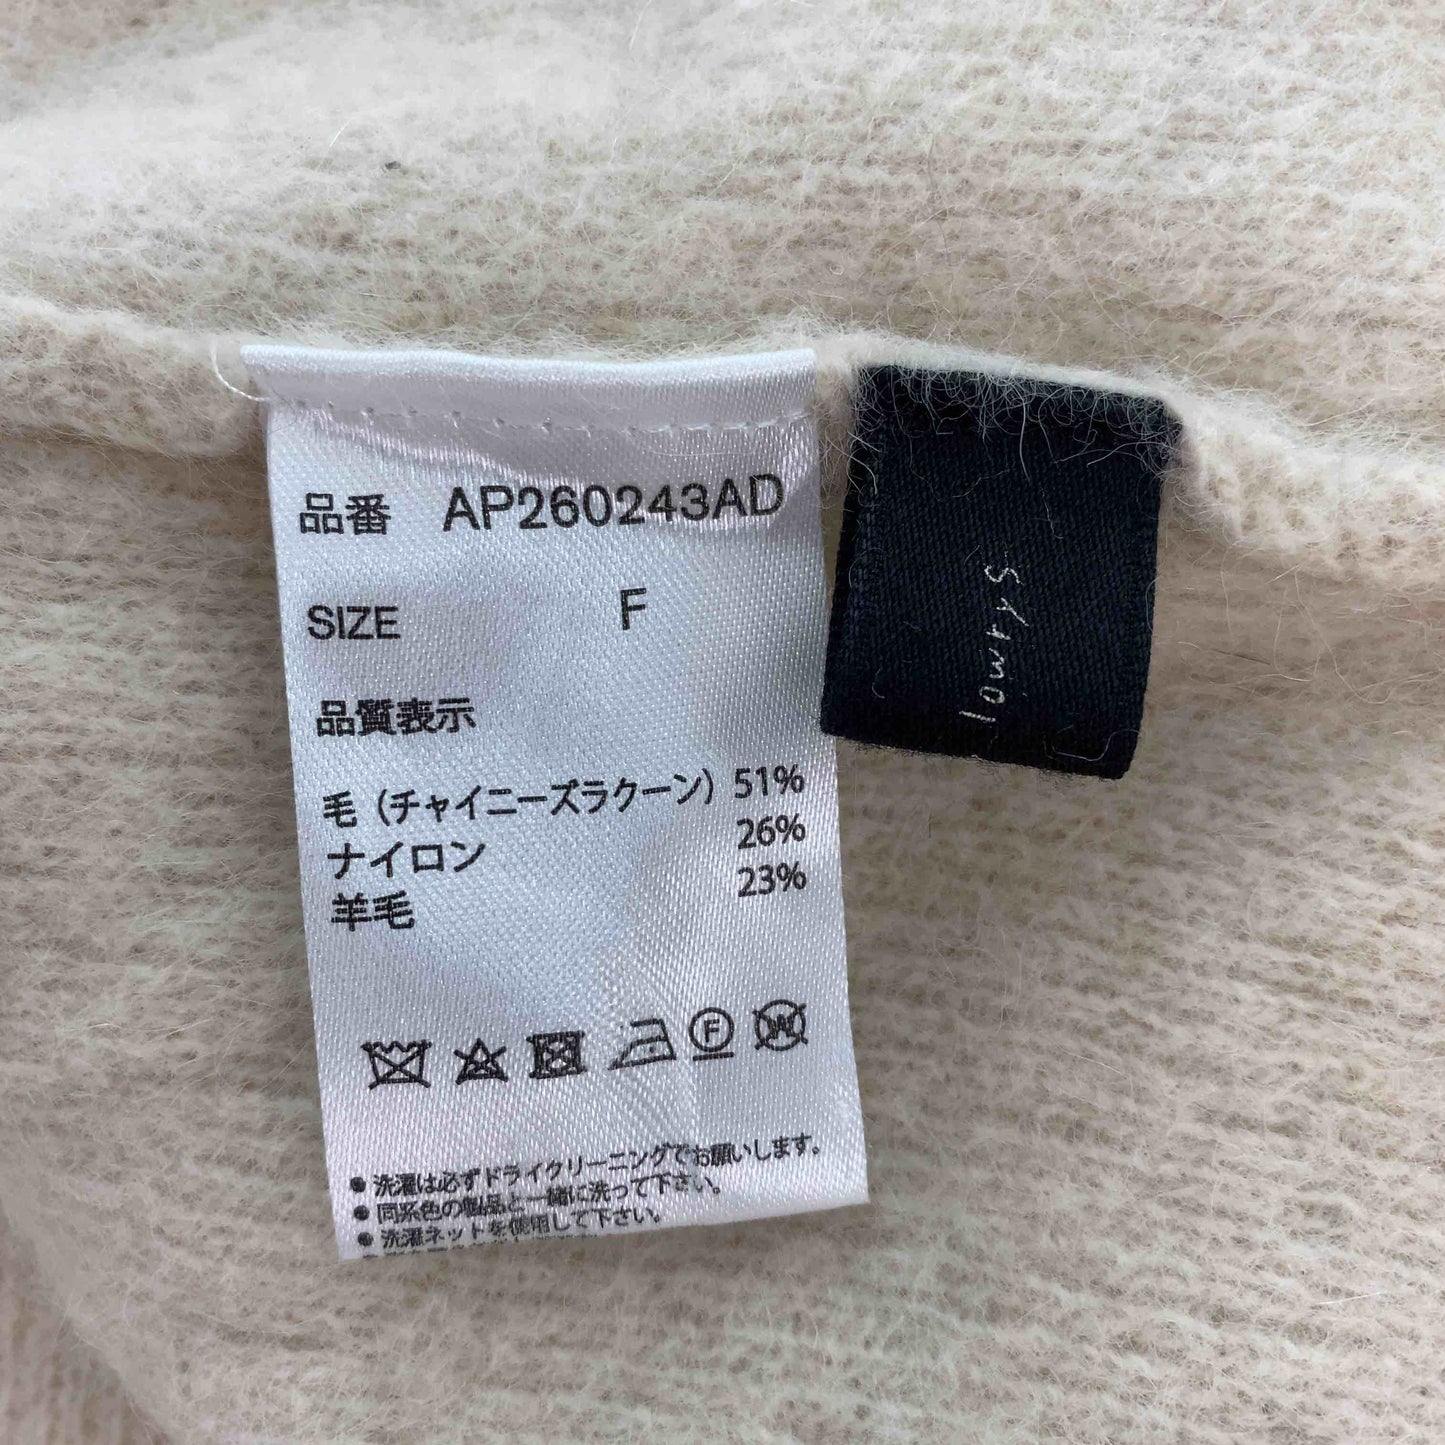 品番 AP260243AD
SIZE F
品質表示
毛（チャイニーズラクーン）51%
ナイロン 26%
羊毛 23%
F
W
●洗濯は必ずドライクリーニングでお願いします。
●同系色の製品と一緒に洗って下さい。
●洗濯ネットを使用して下さい。
lowrys